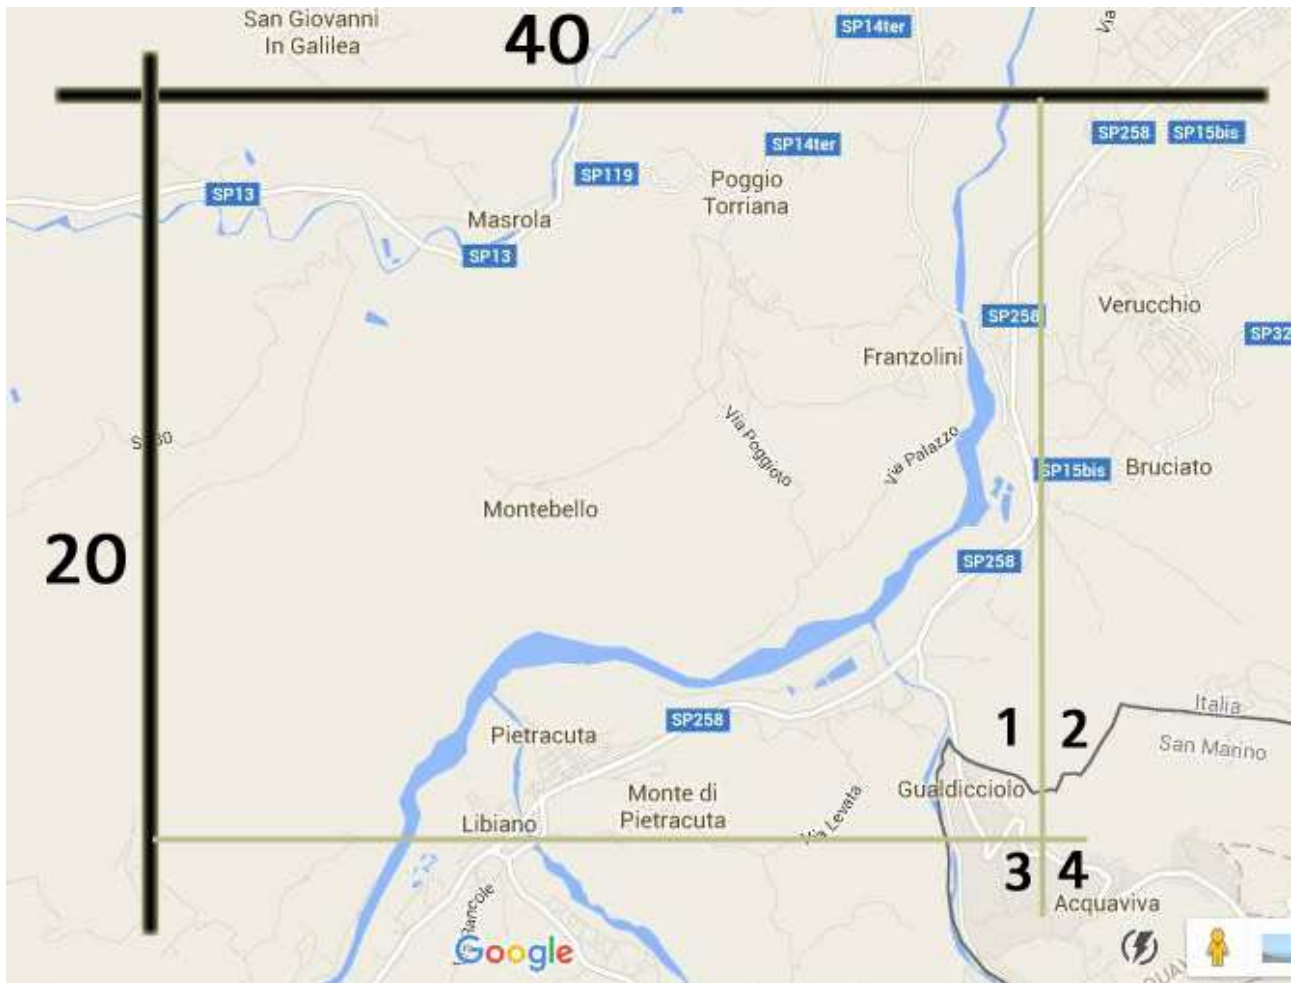 San Giovanni
In Galilea
40
SP14ter
Via
SP258
SP15bis
SP14ter
SP119
Poggio
Torriana
SP13
Masrola
SP13
Verucchio
SP258
SP32
Franzolini
Via Poggiolo
Via Palazzo
SP15bis
Bruciato
Montebello
20
SP258
Italia
San Marino
1
2
SP258
Pietracuta
Gualdicciolo
Monte di
Pietracuta
Via Levata
Libiano
3
4
Acquaviva
Google